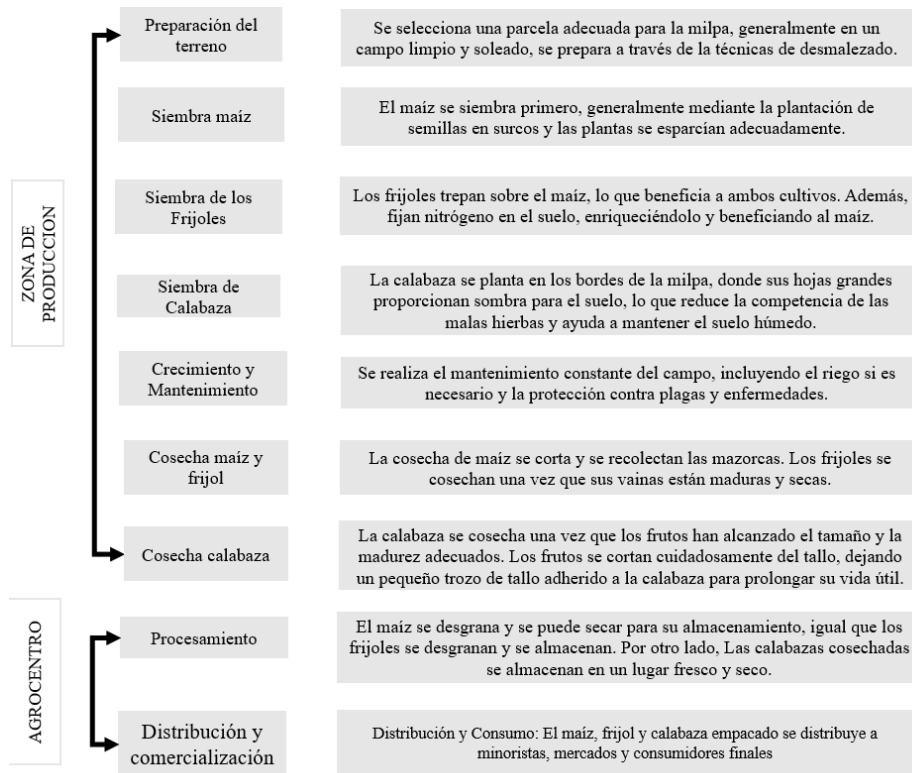 ZONA DE
PRODUCCION
Preparación del
terreno
Se selecciona una parcela adecuada para la milpa, generalmente en un
campo limpio y soleado, se prepara a través de la técnicas de desmalezado.
Siembra maíz
El maíz se siembra primero, generalmente mediante la plantación de
semillas en surcos y las plantas se esparcían adecuadamente.
Siembra de los
Frijoles
Los frijoles trepan sobre el maíz, lo que beneficia a ambos cultivos. Además,
fijan nitrógeno en el suelo, enriqueciéndolo y beneficiando al maíz.
Siembra de
Calabaza
La calabaza se planta en los bordes de la milpa, donde sus hojas grandes
proporcionan sombra para el suelo, lo que reduce la competencia de las
malas hierbas y ayuda a mantener el suelo húmedo.
Crecimiento y
Mantenimiento
Se realiza el mantenimiento constante del campo, incluyendo el riego si es
necesario y la protección contra plagas y enfermedades.
Cosecha maíz y
frijol
La cosecha de maíz se corta y se recolectan las mazorcas. Los frijoles se
cosechan una vez que sus vainas están maduras y secas.
Cosecha calabaza
La calabaza se cosecha una vez que los frutos han alcanzado el tamaño y la
madurez adecuados. Los frutos se cortan cuidadosamente del tallo, dejando
un pequeño trozo de tallo adherido a la calabaza para prolongar su vida útil.
AGROCENTRO
Procesamiento
El maíz se desgrana y se puede secar para su almacenamiento, igual que los
frijoles se desgranan y se almacenan. Por otro lado, Las calabazas cosechadas
se almacenan en un lugar fresco y seco.
Distribución y
comercialización
Distribución y Consumo: El maíz, frijol y calabaza empacado se distribuye a
minoristas, mercados y consumidores finales